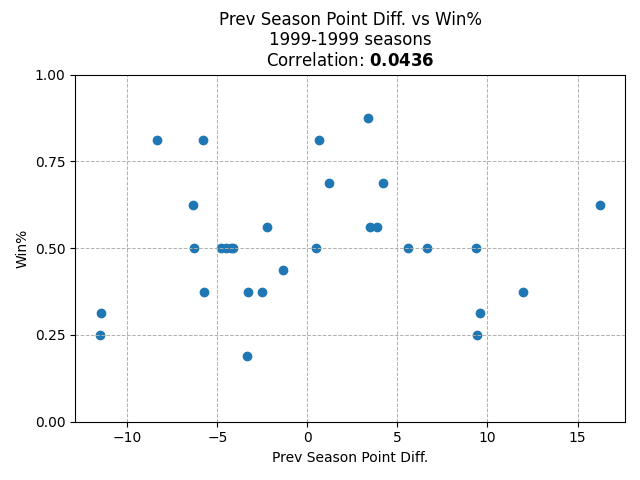 Prev Season Point Diff. vs Win%
1999-1999 seasons
Correlation: 0.0436
1.00
0.75
0.50
0.25
0.00
Win%
−10
−5
0
5
10
15
Prev Season Point Diff.